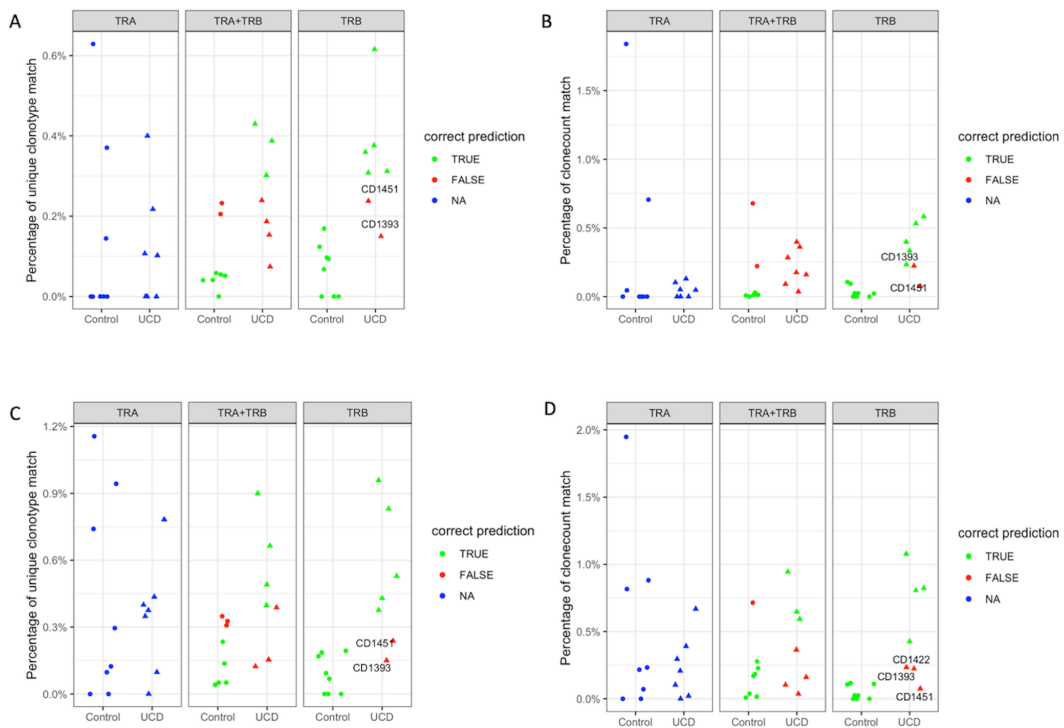 A
TRA TRA+TRB TRB
Percentage of unique clonotype match
0.6%
0.4%
0.2%
0.0%
CD1451
CD1393
Control UCD Control UCD Control UCD
correct prediction
TRUE
FALSE
NA
B
TRA TRA+TRB TRB
Percentage of clonecount match
1.5%
1.0%
0.5%
0.0%
CD1393
CD1451
Control UCD Control UCD Control UCD
correct prediction
TRUE
FALSE
NA
C
TRA TRA+TRB TRB
Percentage of unique clonotype match
1.2%
0.9%
0.6%
0.3%
0.0%
CD1451
CD1393
Control UCD Control UCD Control UCD
correct prediction
TRUE
FALSE
NA
D
TRA TRA+TRB TRB
Percentage of clonecount match
2.0%
1.5%
1.0%
0.5%
0.0%
CD1422
CD1393
CD1451
Control UCD Control UCD Control UCD
correct prediction
TRUE
FALSE
NA